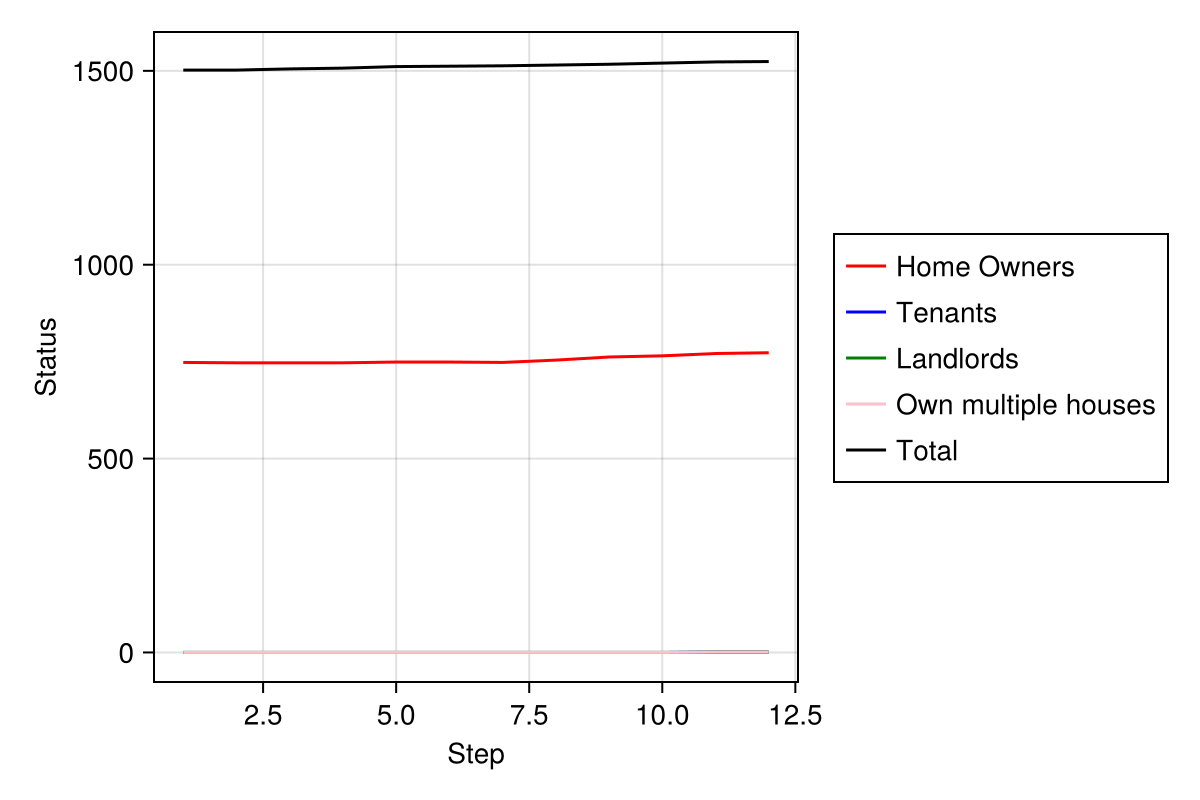 1500
1000
500
0
Status
2.5 5.0 7.5 10.0 12.5
Step
Home Owners
Tenants
Landlords
Own multiple houses
Total